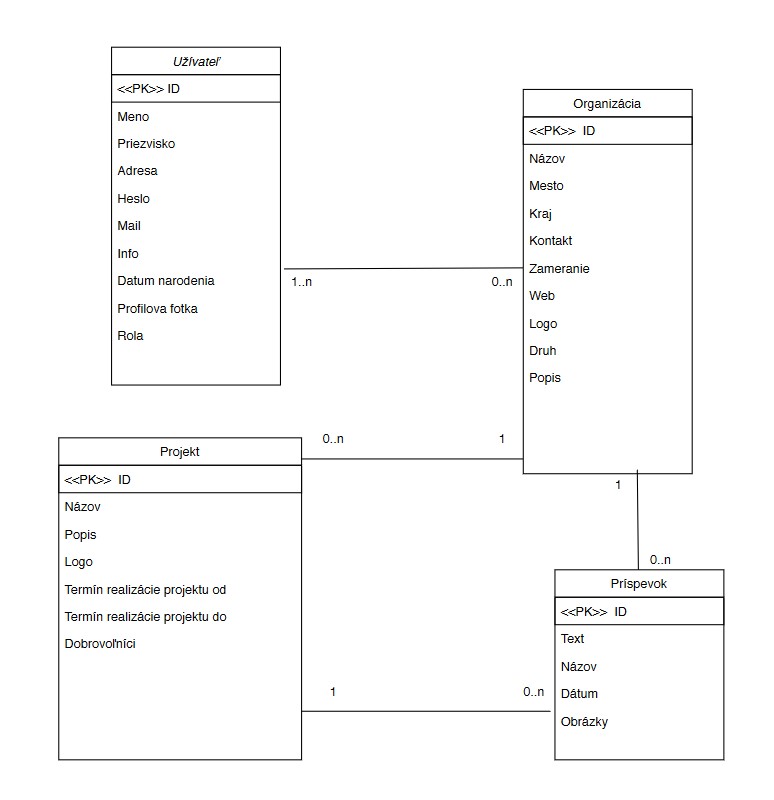 Užívateľ
<<PK>> ID
Meno
Priezvisko
Adresa
Heslo
Mail
Info
Datum narodenia
Profilova fotka
Rola
Organizácia
<<PK>> ID
Názov
Mesto
Kraj
Kontakt
Zameranie
Web
Logo
Druh
Popis
1..n
0..n
0..n
1
Projekt
<<PK>> ID
Názov
Popis
Logo
Termín realizácie projektu od
Termín realizácie projektu do
Dobrovoľníci
1
0..n
Príspevok
<<PK>> ID
Text
Názov
Dátum
Obrázky
1
0..n